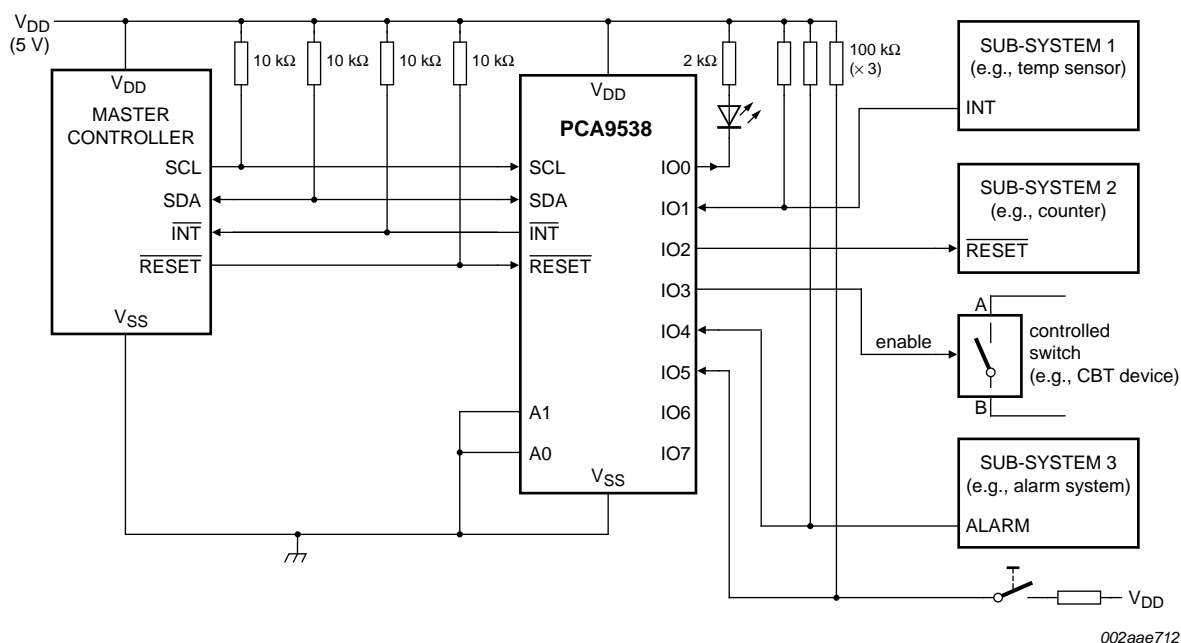 VDD
(5 V)
10 kΩ
10 kΩ
10 kΩ
10 kΩ
2 kΩ
100 kΩ
(× 3)
VDD
MASTER
CONTROLLER
SCL
SDA
INT
RESET
VSS
VDD
PCA9538
SCL
SDA
INT
RESET
A1
A0
VSS
IO0
IO1
IO2
IO3
IO4
IO5
IO6
IO7
SUB-SYSTEM 1
(e.g., temp sensor)
INT
SUB-SYSTEM 2
(e.g., counter)
RESET
enable
A
B
controlled
switch
(e.g., CBT device)
SUB-SYSTEM 3
(e.g., alarm system)
ALARM
VDD
002aae712